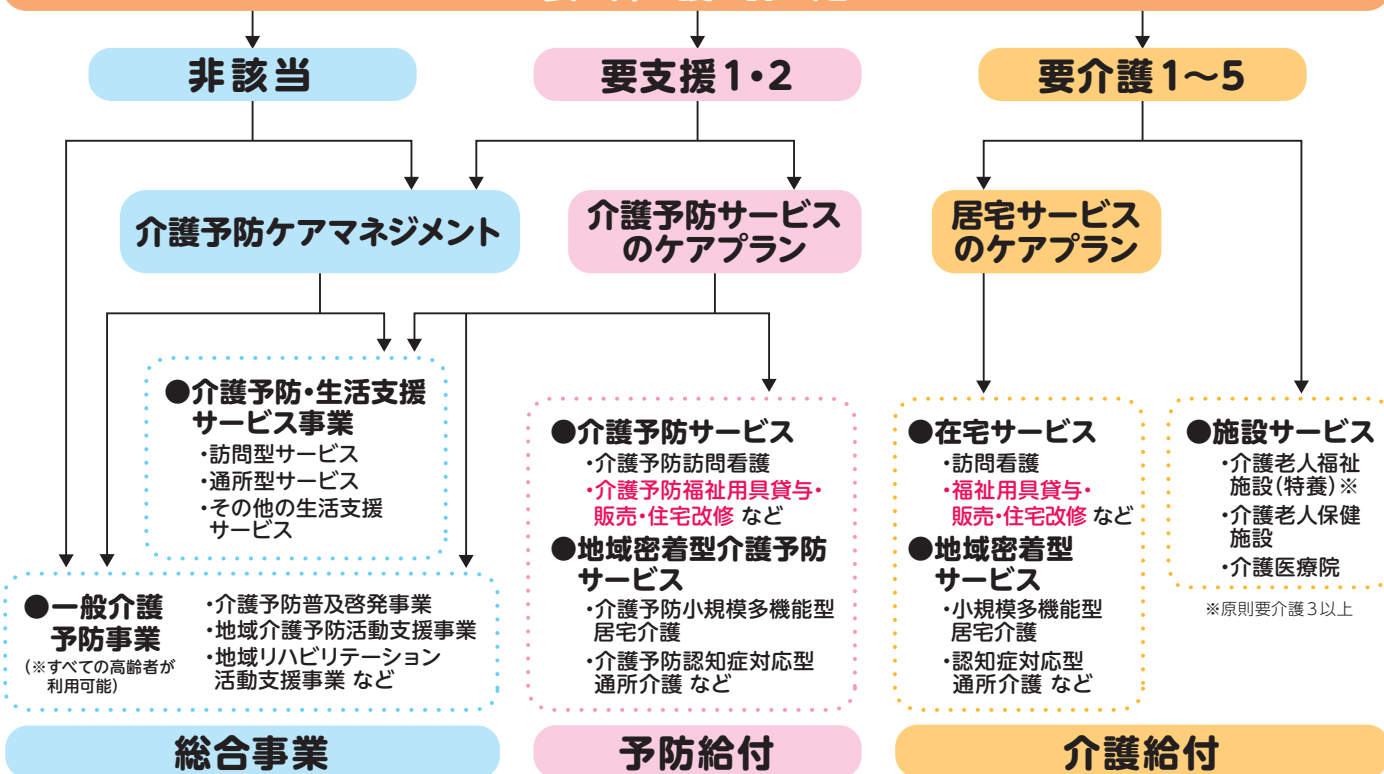 非該当
要支援1・2
要介護1〜5
介護予防ケアマネジメント
介護予防サービス
のケアプラン
居宅サービス
のケアプラン
●介護予防・生活支援
サービス事業
・訪問型サービス
・通所型サービス
・その他の生活支援
サービス
●一般介護
予防事業
(※すべての高齢者が
利用可能)
・介護予防普及啓発事業
・地域介護予防活動支援事業
・地域リハビリテーション
活動支援事業 など
●介護予防サービス
・介護予防訪問看護
・介護予防福祉用具貸与・
販売・住宅改修 など
●地域密着型介護予防
サービス
・介護予防小規模多機能型
居宅介護
・介護予防認知症対応型
通所介護 など
●在宅サービス
・訪問看護
・福祉用具貸与・
販売・住宅改修 など
●地域密着型
サービス
・小規模多機能型
居宅介護
・認知症対応型
通所介護 など
●施設サービス
・介護老人福祉
施設(特養)※
・介護老人保健
施設
・介護医療院
※原則要介護3以上
総合事業
予防給付
介護給付